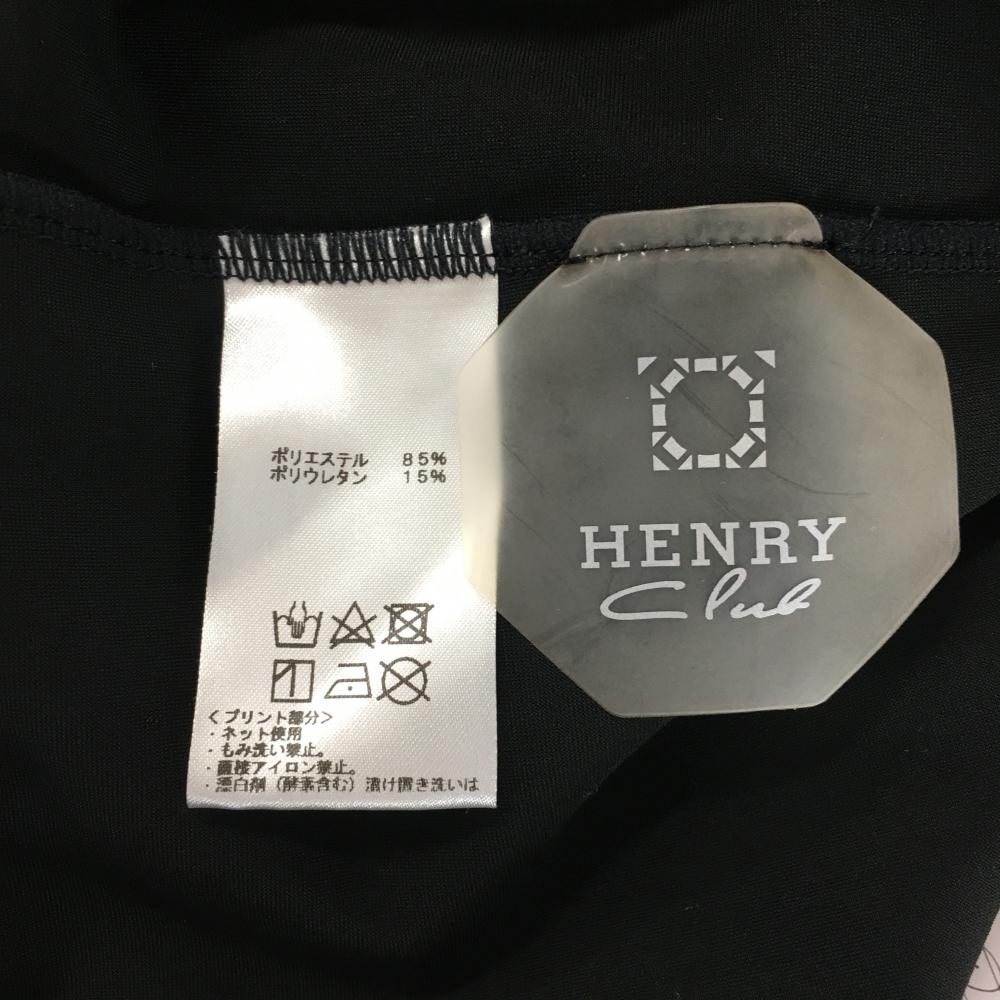 ポリエステル 85%
ポリウレタン 15%
<プリント部分>
・ネット使用
・もみ洗い禁止。
・直接アイロン禁止。
・漂白剤（酵素含む）漬け置き洗いは
HENRY
Club